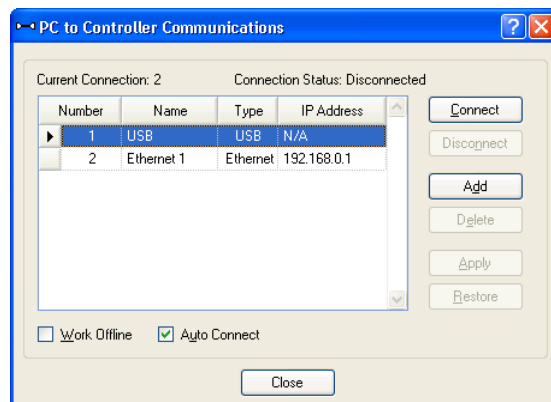 PC to Controller Communications
Current Connection: 2 Connection Status: Disconnected
Number Name Type IP Address
1 USB USB N/A
2 Ethernet 1 Ethernet 192.168.0.1
Connect
Disconnect
Add
Delete
Apply
Restore
Work Offline Auto Connect
Close